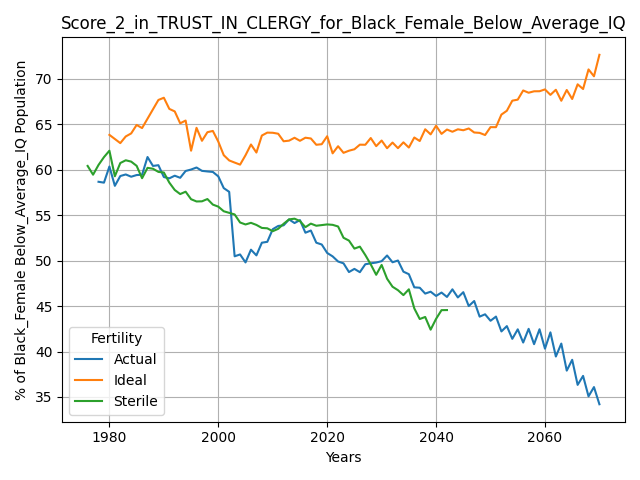 Score_2_in_TRUST_IN_CLERGY_for_Black_Female_Below_Average_IQ
% of Black_Female Below_Average_IQ Population
70
65
60
55
50
45
40
35
Fertility
Actual
Ideal
Sterile
1980 2000 2020 2040 2060
Years